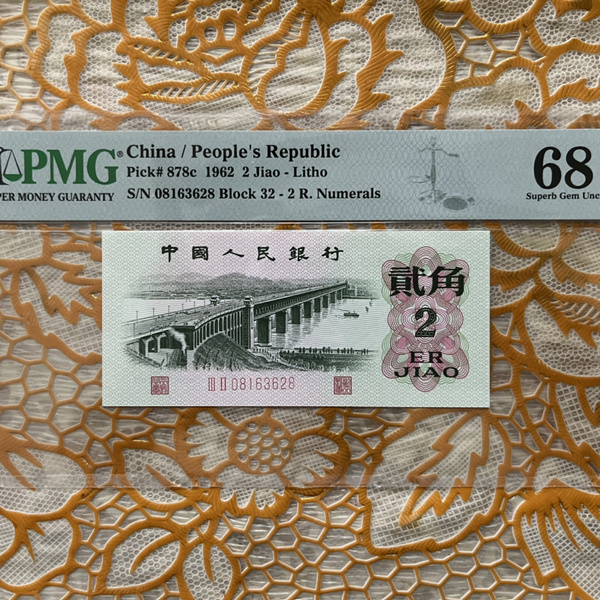 PMG®
PER MONEY GUARANTY
China / People's Republic
Pick# 878c 1962 2 Jiao - Litho
S/N 08163628 Block 32 - 2 R. Numerals
68
Superb Gem Unc
中國人民銀行
貳角
2
ER
JIAO
III II 08163628